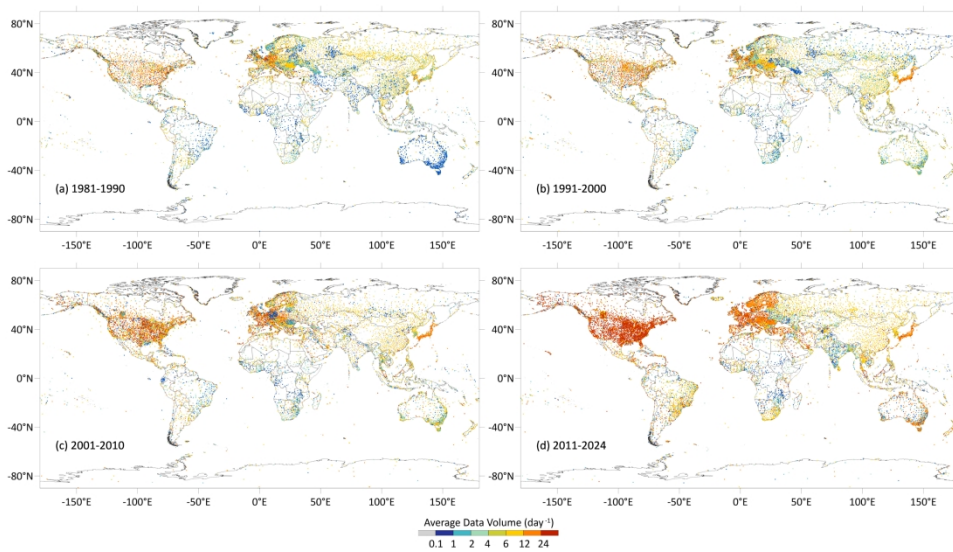 80°N 80°N
40°N 40°N
0°N 0°N
-40°N -40°N
(a) 1981-1990 (b) 1991-2000
-80°N -80°N
-150°E -100°E -50°E 0°E 50°E 100°E 150°E -150°E -100°E -50°E 0°E 50°E 100°E 150°E
80°N 80°N
40°N 40°N
0°N 0°N
-40°N -40°N
(c) 2001-2010 (d) 2011-2024
-80°N -80°N
-150°E -100°E -50°E 0°E 50°E 100°E 150°E -150°E -100°E -50°E 0°E 50°E 100°E 150°E
Average Data Volume (day⁻¹)
0.1 1 2 4 6 12 24